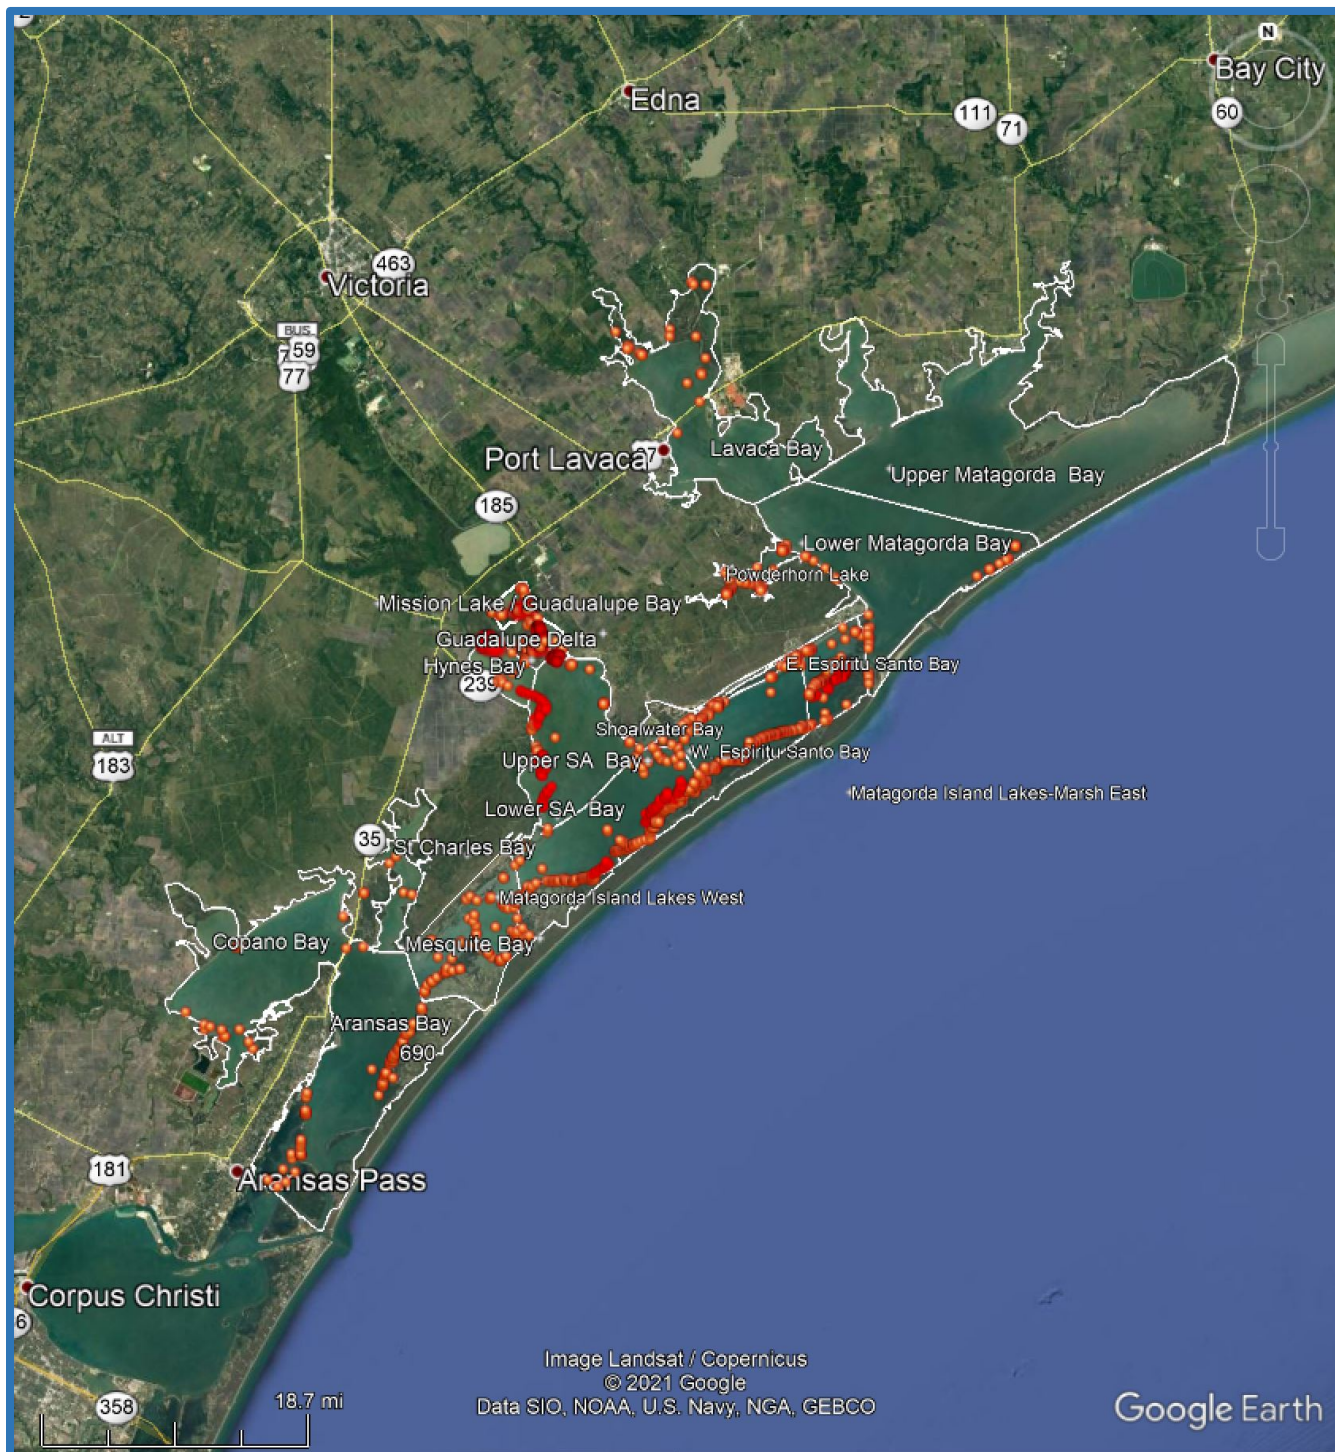 N
Bay City
Edna
111
71
60
463
Victoria
BUS
59
77
Port Lavaca
Lavaca Bay
Upper Matagorda Bay
185
Lower Matagorda Bay
Powderhorn Lake
Mission Lake / Guadualupe Bay
Guadalupe Delta
Hynes Bay
239
E. Espiritu Santo Bay
Shoalwater Bay
ALT
183
Upper SA Bay
W. Espiritu Santo Bay
Matagorda Island Lakes-Marsh East
Lower SA Bay
35
St Charles Bay
Matagorda Island Lakes West
Copano Bay
Mesquite Bay
Aransas Bay
690
181
Aransas Pass
Corpus Christi
6
Image Landsat / Copernicus
© 2021 Google
Data SIO, NOAA, U.S. Navy, NGA, GEBCO
358
18.7 mi
Google Earth